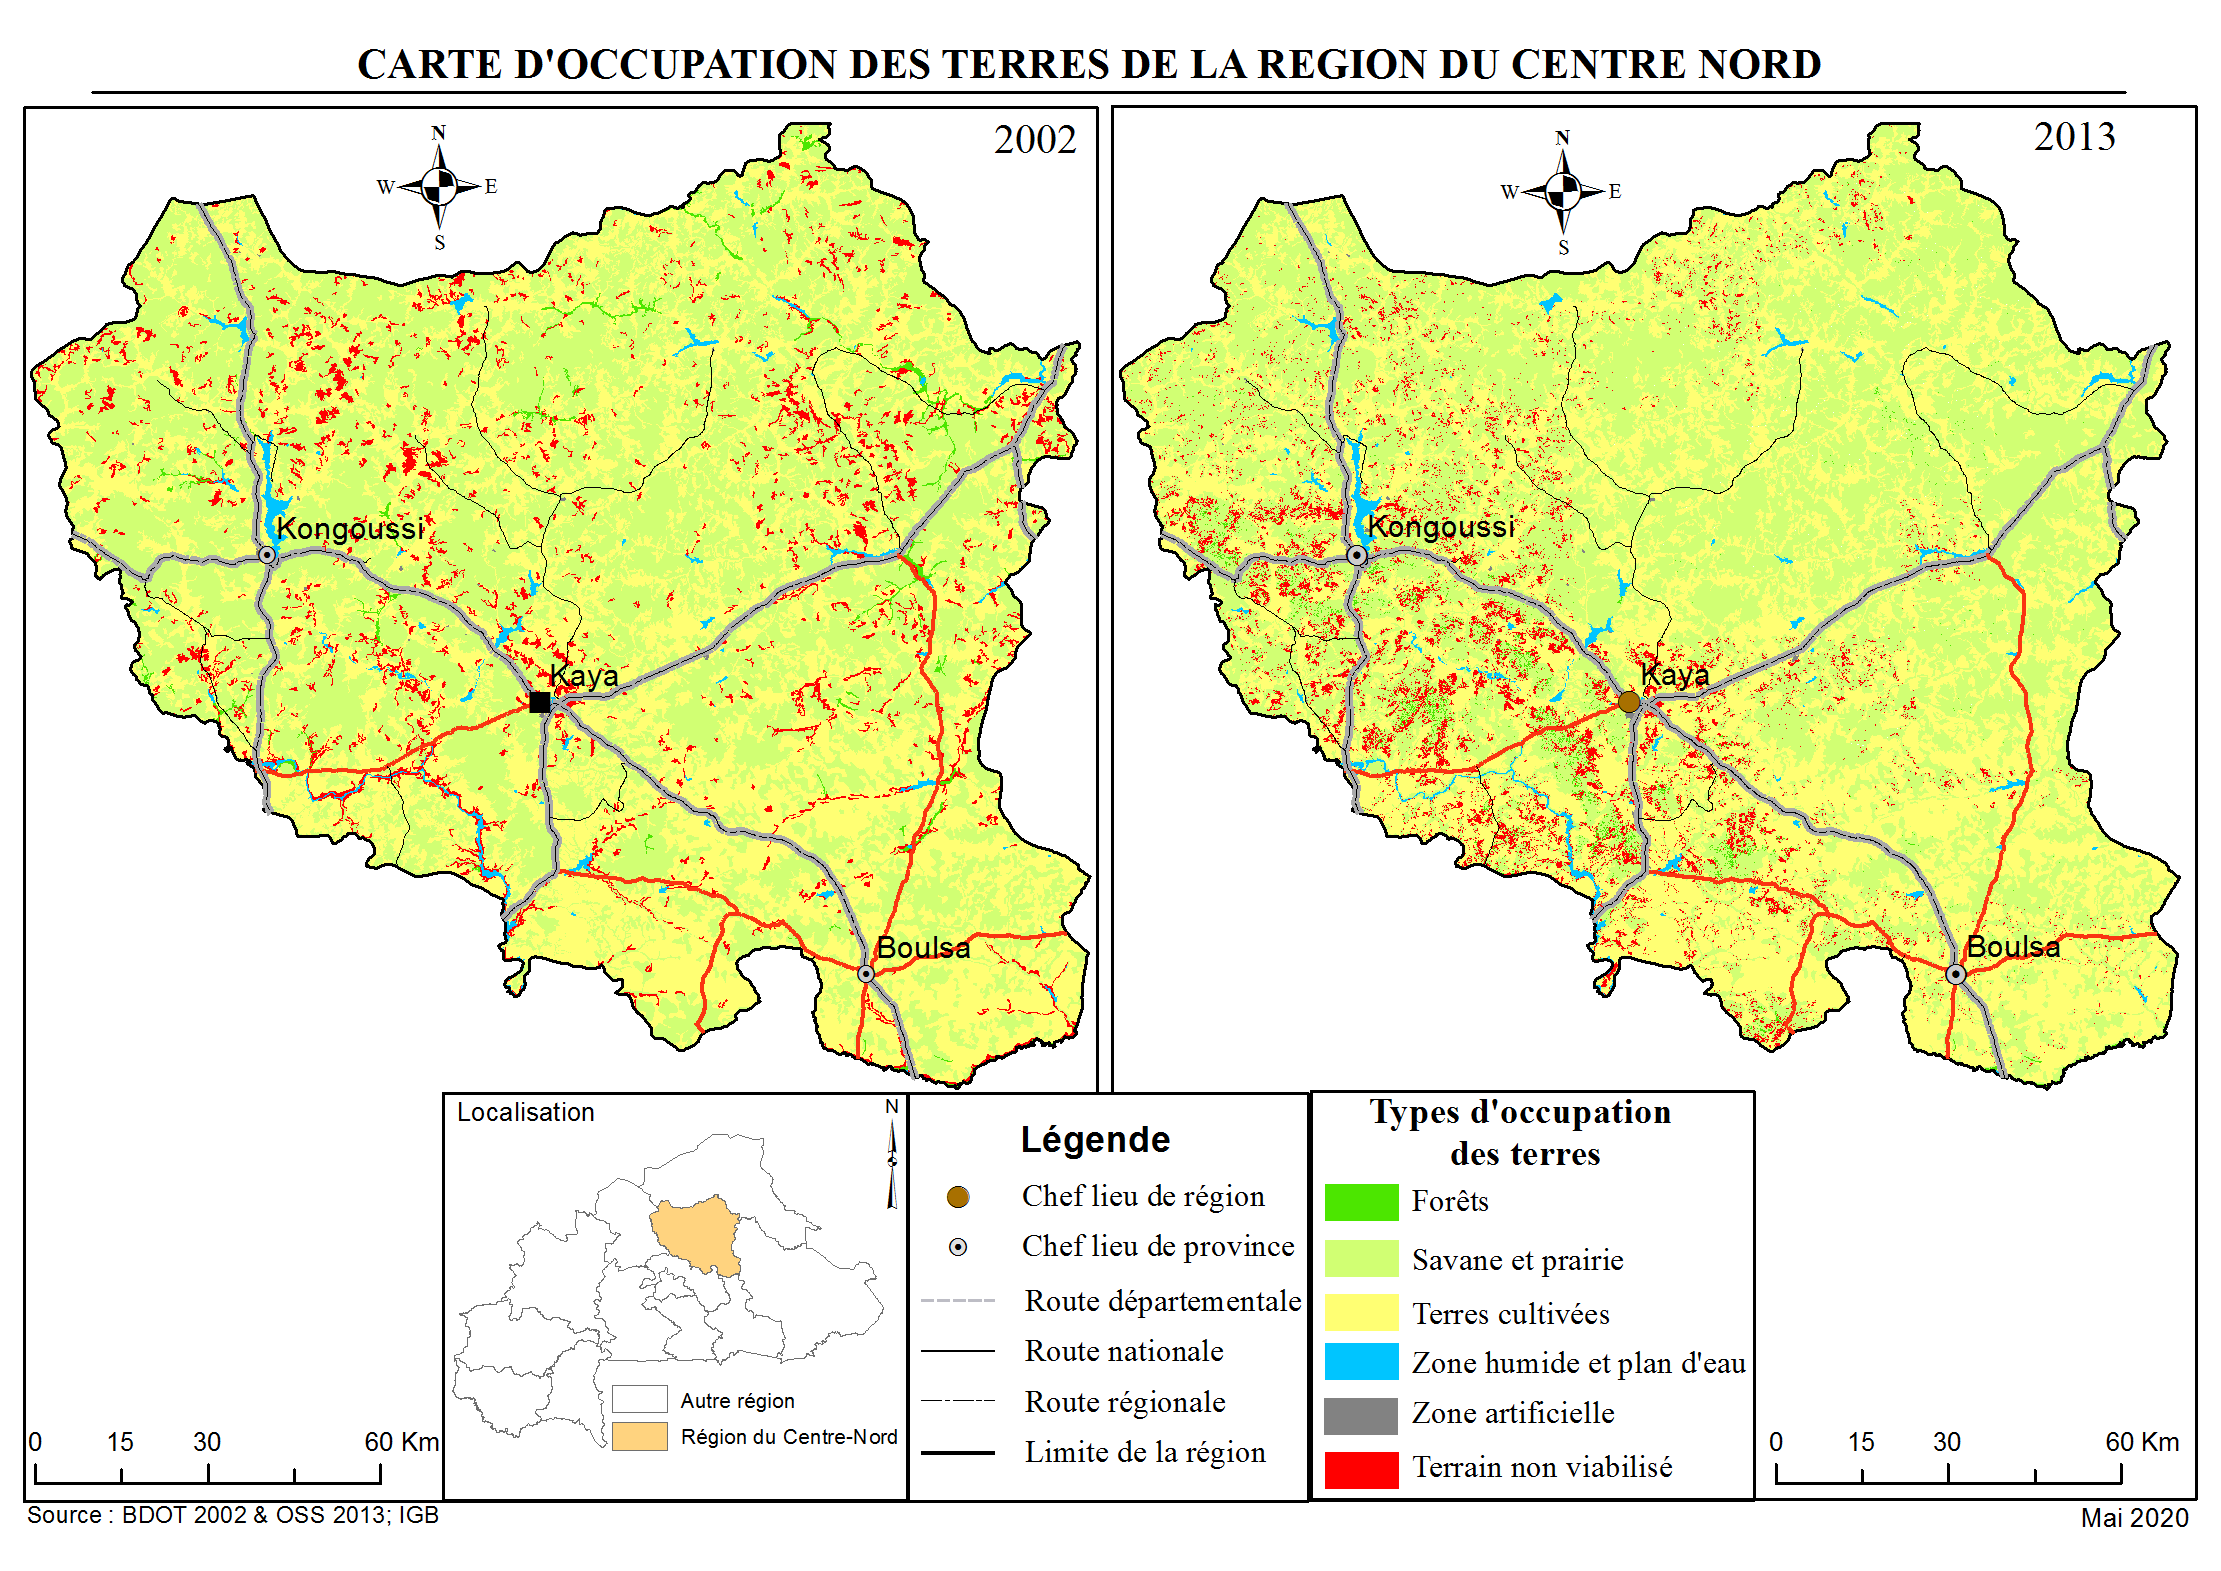 CARTE D'OCCUPATION DES TERRES DE LA REGION DU CENTRE NORD
2002
N
W
E
S
Kongoussi
Kaya
Boulsa
2013
N
W
E
S
Kongoussi
Kaya
Boulsa
Localisation
N
Autre région
Région du Centre-Nord
Légende
Chef lieu de région
Chef lieu de province
Route départementale
Route nationale
Route régionale
Limite de la région
Types d'occupation
des terres
Forêts
Savane et prairie
Terres cultivées
Zone humide et plan d'eau
Zone artificielle
Terrain non viabilisé
0 15 30 60 Km
0 15 30 60 Km
Source : BDOT 2002 & OSS 2013; IGB
Mai 2020